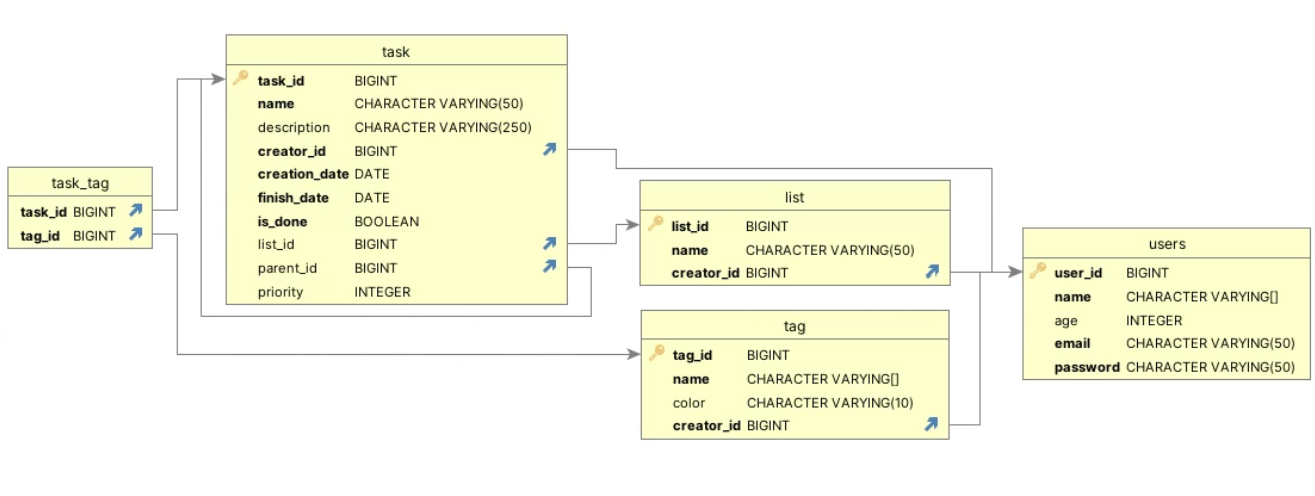 task
task_id BIGINT
name CHARACTER VARYING(50)
description CHARACTER VARYING(250)
creator_id BIGINT
creation_date DATE
finish_date DATE
is_done BOOLEAN
list_id BIGINT
parent_id BIGINT
priority INTEGER
task_tag
task_id BIGINT
tag_id BIGINT
list
list_id BIGINT
name CHARACTER VARYING(50)
creator_id BIGINT
tag
tag_id BIGINT
name CHARACTER VARYING[]
color CHARACTER VARYING(10)
creator_id BIGINT
users
user_id BIGINT
name CHARACTER VARYING[]
age INTEGER
email CHARACTER VARYING(50)
password CHARACTER VARYING(50)